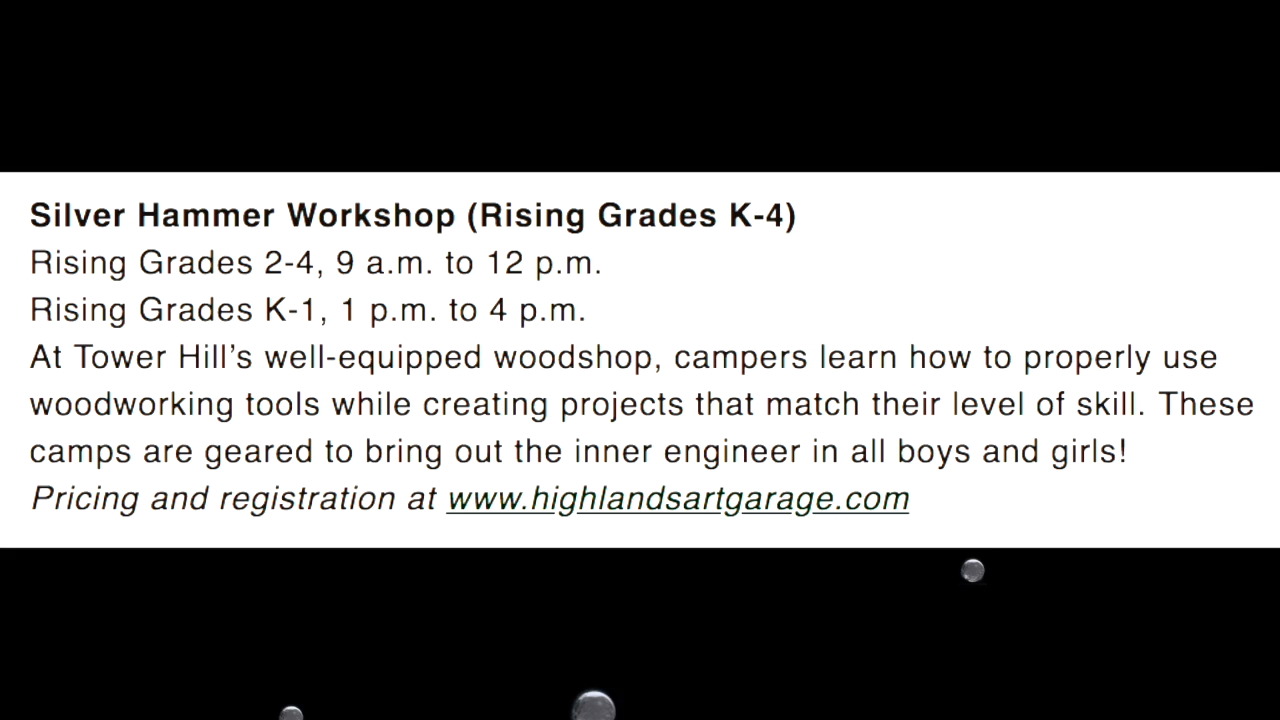 Silver Hammer Workshop (Rising Grades K-4)
Rising Grades 2-4, 9 a.m. to 12 p.m.
Rising Grades K-1, 1 p.m. to 4 p.m.
At Tower Hill’s well-equipped woodshop, campers learn how to properly use
woodworking tools while creating projects that match their level of skill. These
camps are geared to bring out the inner engineer in all boys and girls!
Pricing and registration at www.highlandsartgarage.com